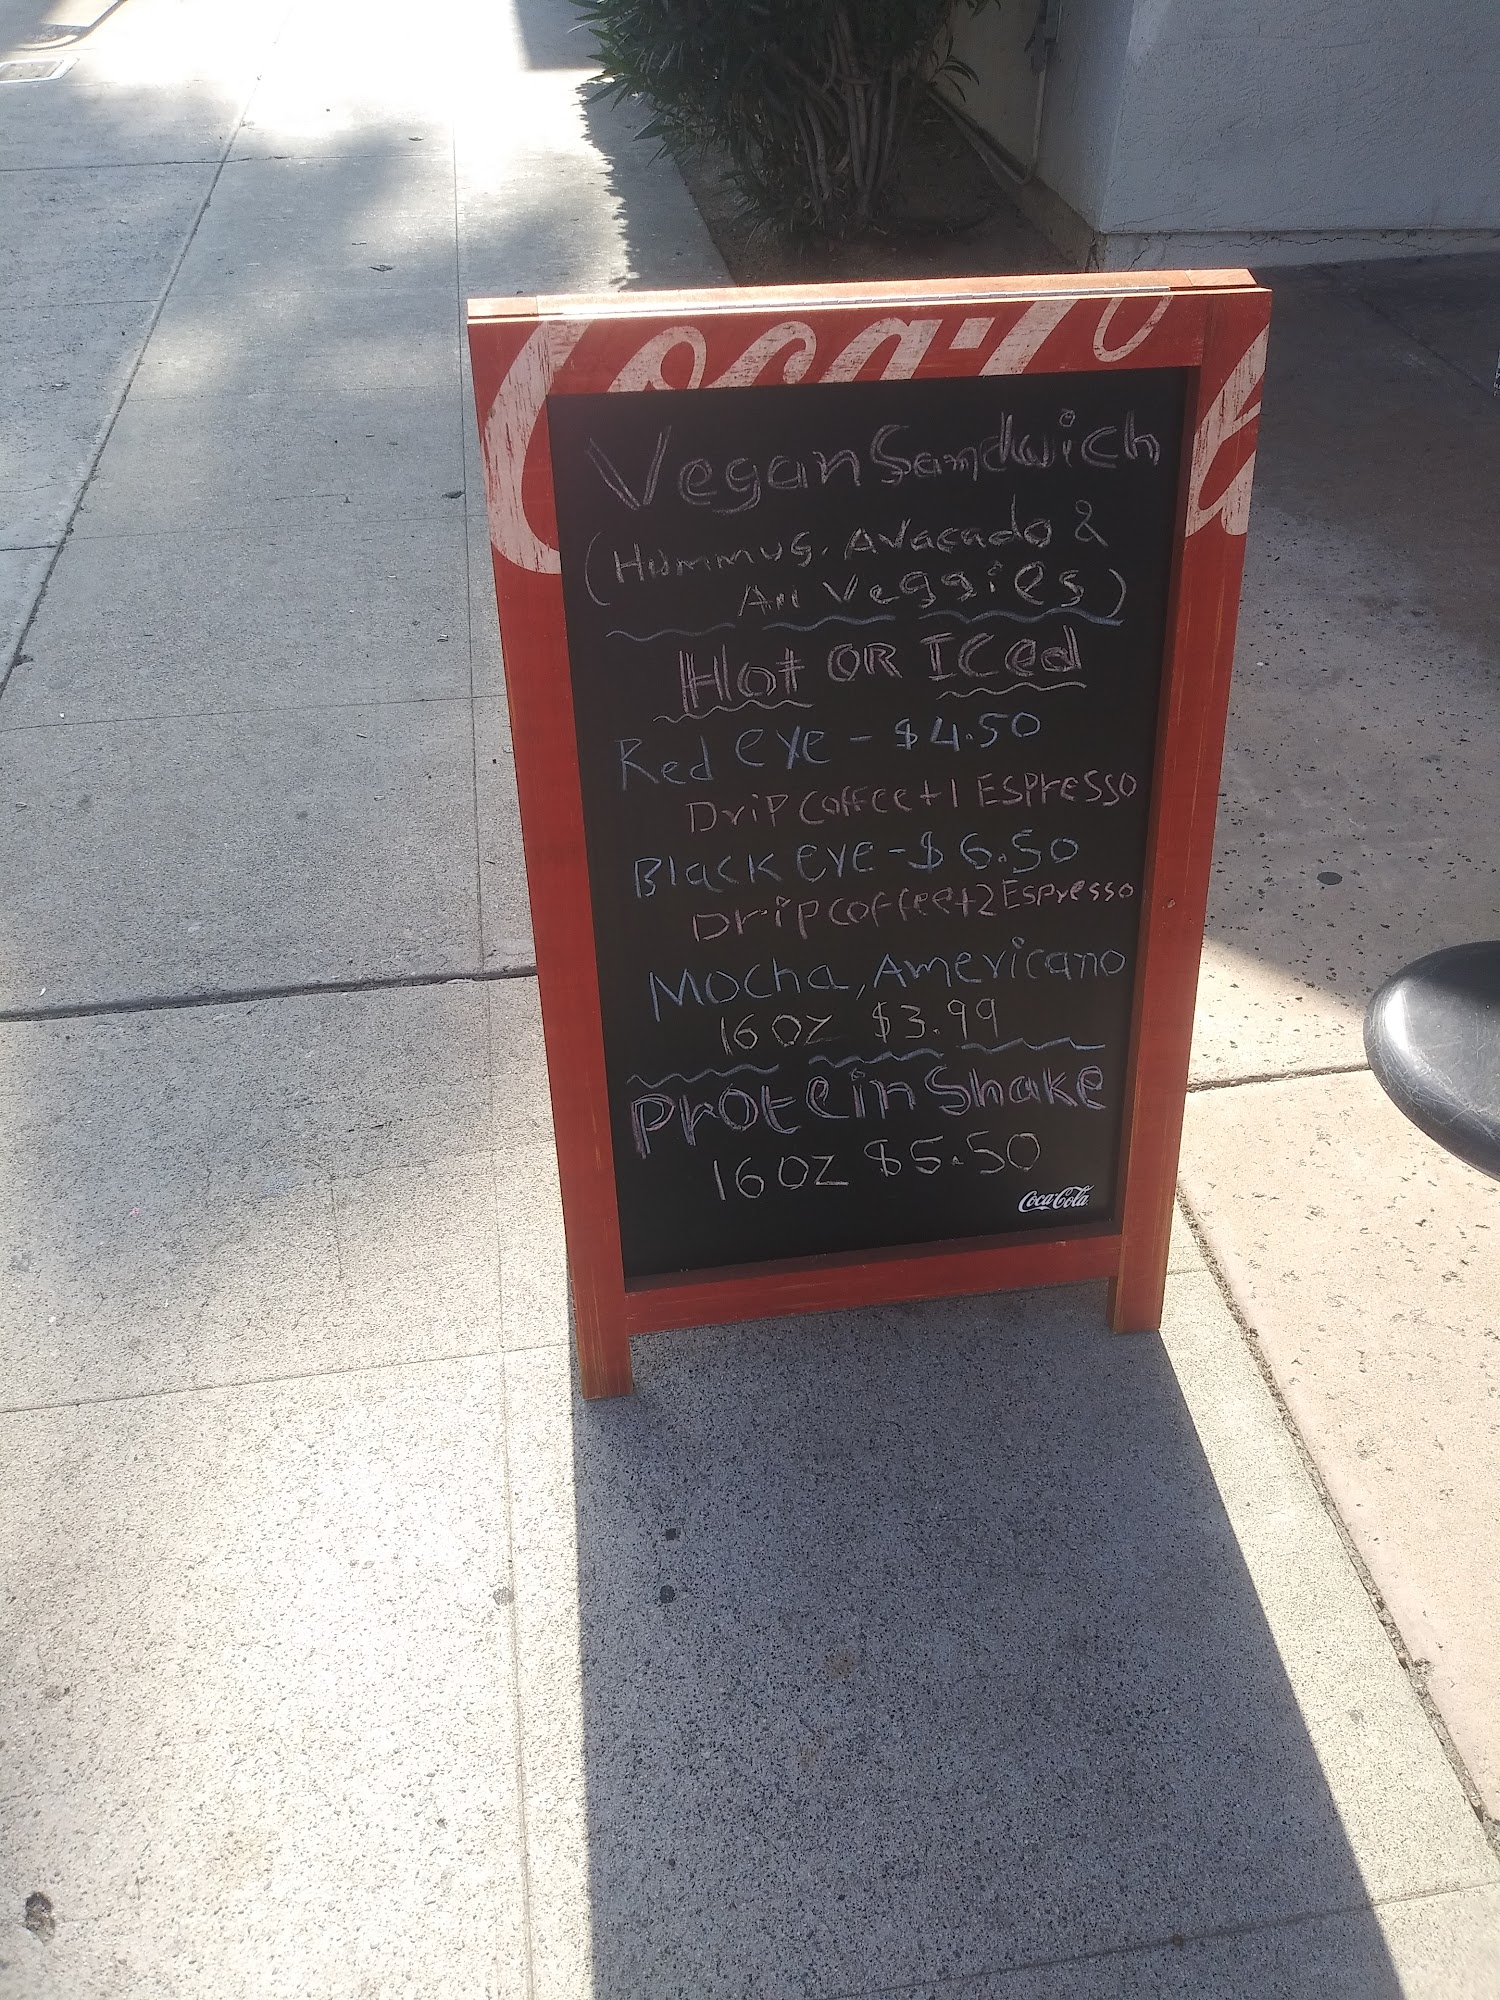 Coca-Cola
Vegan Sandwich
(Hummus, Avacado &
All Veggies)
Hot OR ICed
Red eye - $4.50
Drip Coffee + 1 Espresso
Black eye - $6.50
Drip Coffee + 2 Espresso
Mocha, Americano
16 OZ $3.99
Protein Shake
16 OZ $5.50
Coca-Cola